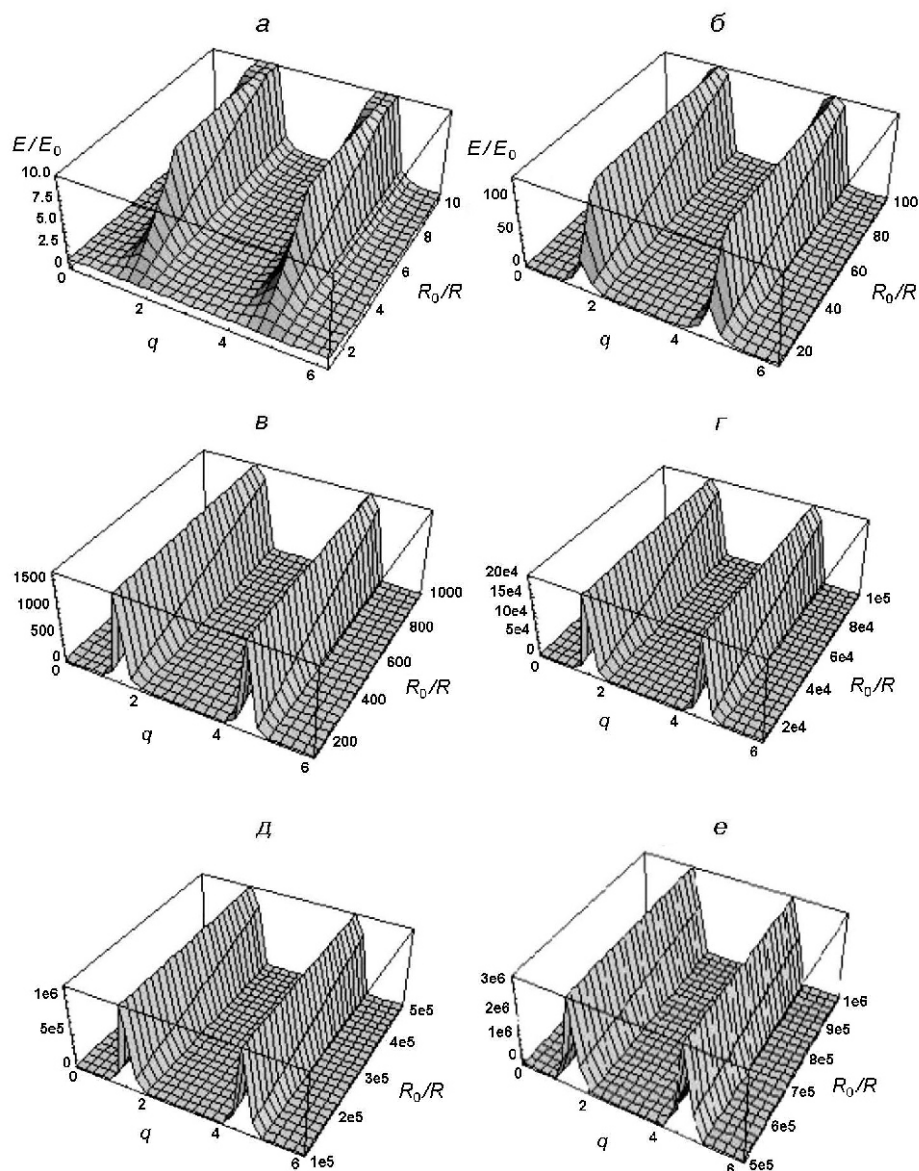 а
E/E₀
10.0
7.5
5.0
2.5
0
0
2
4
6
q
2
4
6
8
10
R₀/R
б
E/E₀
100
50
0
0
2
4
6
q
20
40
60
80
100
R₀/R
в
1500
1000
500
0
0
2
4
6
q
200
400
600
800
1000
R₀/R
г
20e4
15e4
10e4
5e4
0
0
2
4
6
q
2e4
4e4
6e4
8e4
1e5
R₀/R
д
1e6
5e5
0
0
2
4
6
q
1e5
2e5
3e5
4e5
5e5
R₀/R
е
3e6
2e6
1e6
0
0
2
4
6
q
5e5
6e5
7e5
8e5
9e5
1e6
R₀/R